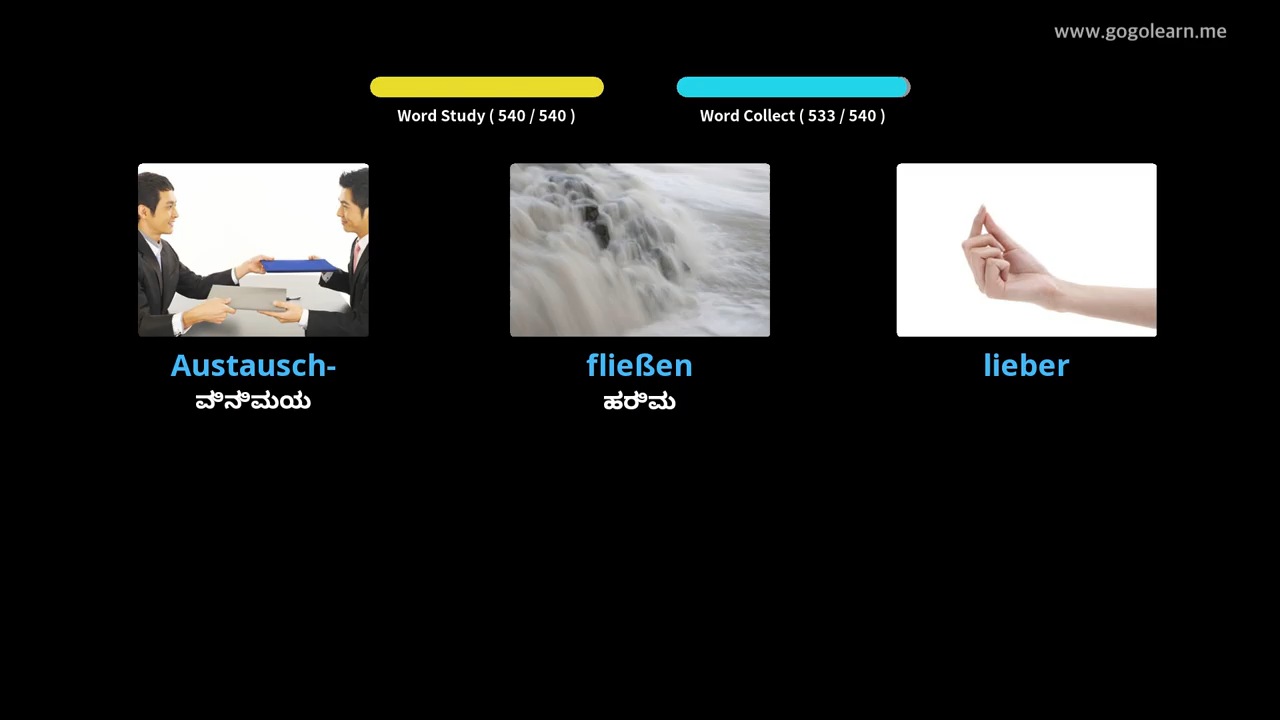 www.gogolearn.me
Word Study ( 540 / 540 )
Word Collect ( 533 / 540 )
Austausch-
ವಿನಿಮಯ
fließen
ಹರಿಮ
lieber